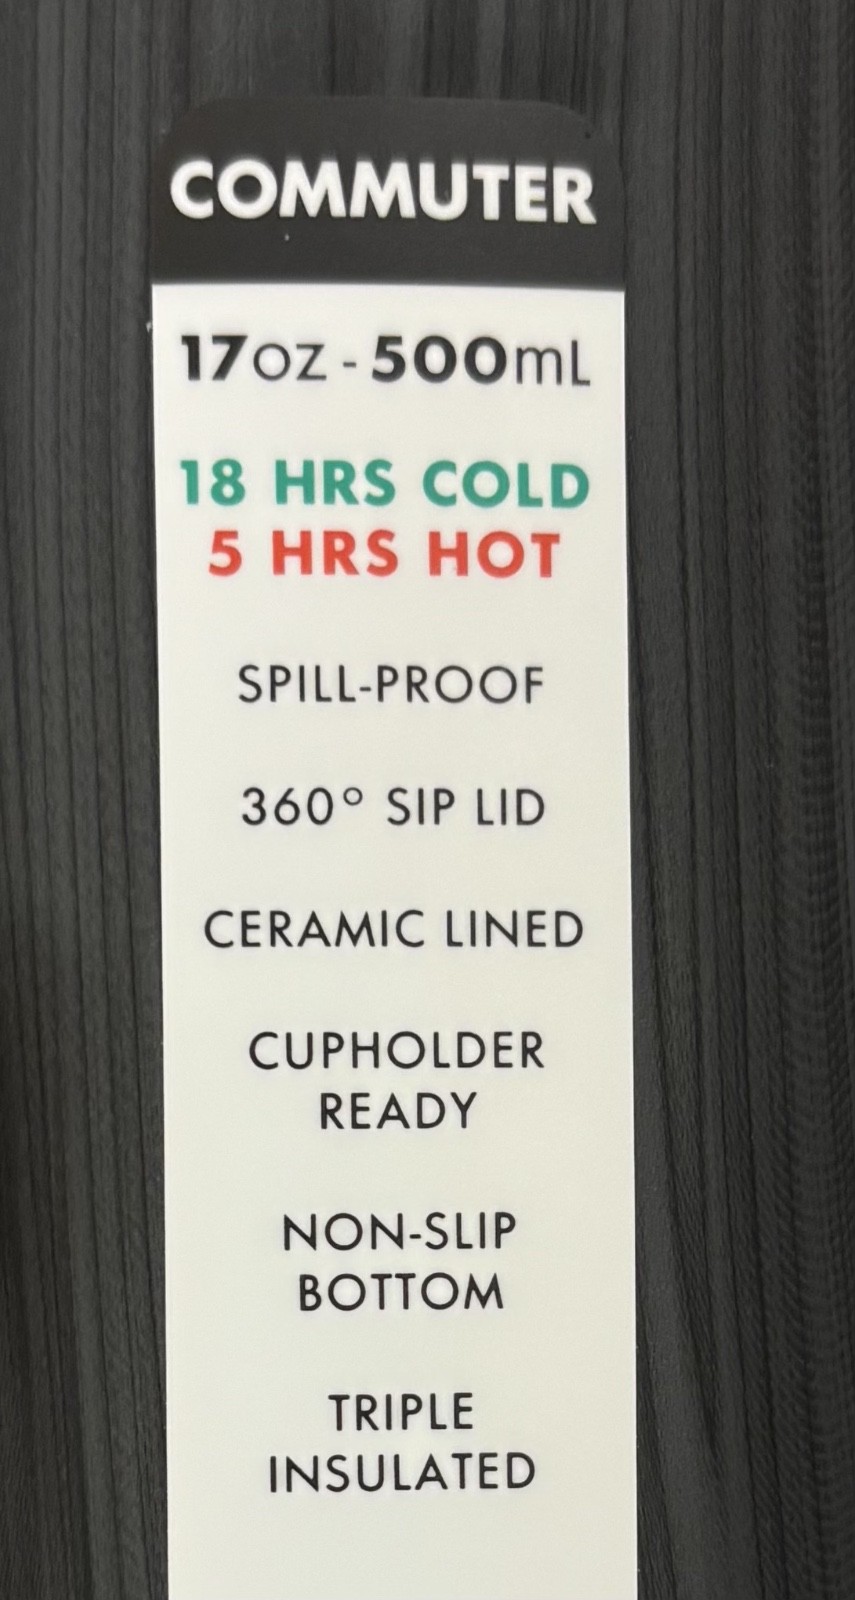 COMMUTER
17oz - 500mL
18 HRS COLD
5 HRS HOT
SPILL-PROOF
360° SIP LID
CERAMIC LINED
CUPHOLDER
READY
NON-SLIP
BOTTOM
TRIPLE
INSULATED